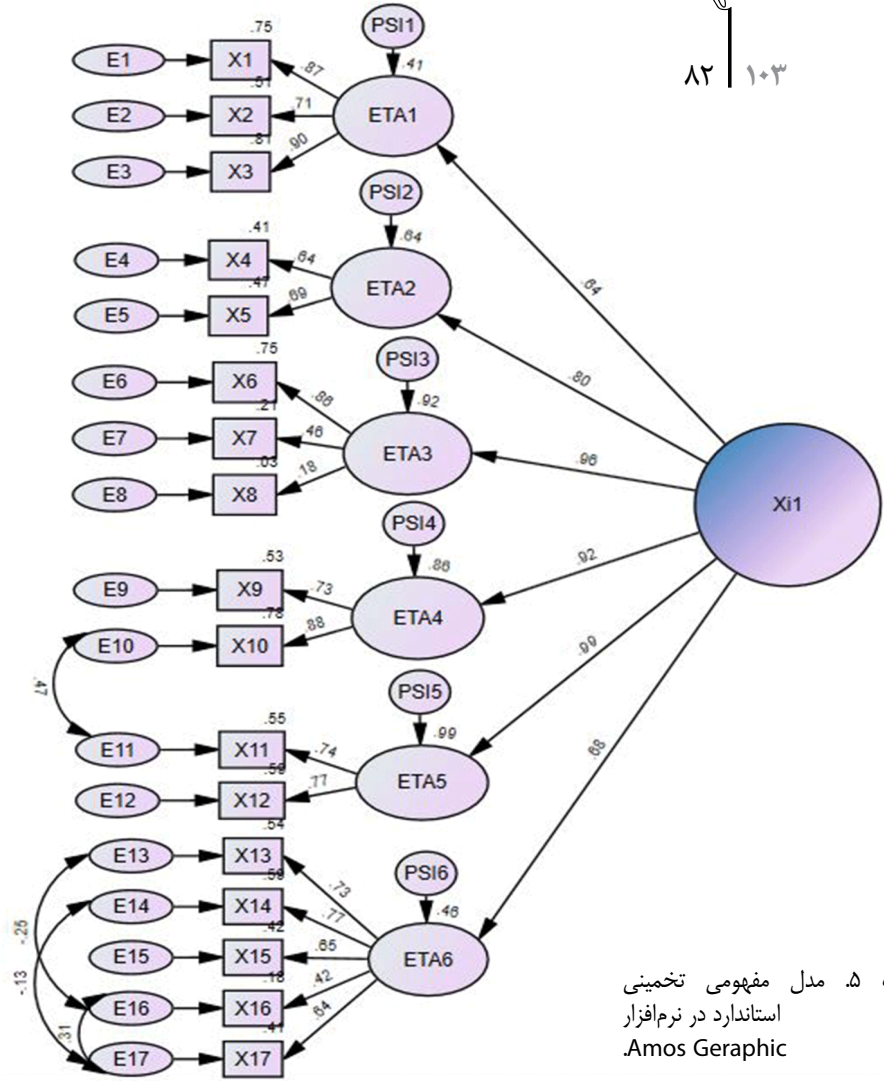 ۸۲ ۱۰۳
PSI1
.75
.41
E1 X1 .87
.51
E2 X2 .71 ETA1
.81
E3 X3 .90
PSI2
.41
.64
E4 X4 .64
.47
ETA2
E5 X5 .69
.64
.80
PSI3
.75
.92
E6 X6 .86
.21
E7 X7 .46 ETA3
.03
E8 X8 .18
.96
Xi1
PSI4
.53
.86
E9 X9 .73
.78
ETA4
E10 X10 .88
.92
.47
.99
PSI5
.55
.99
E11 X11 .74
.59
ETA5
E12 X12 .77
.68
.54
PSI6
E13 X13 .73
.59
.46
E14 X14 .77
-.25
.42
E15 X15 .65 ETA6
-.13
.18
E16 X16 .42
.31
.41
E17 X17 .64
۵. مدل مفهومی تخمینی
استاندارد در نرم‌افزار
Amos Geraphic.